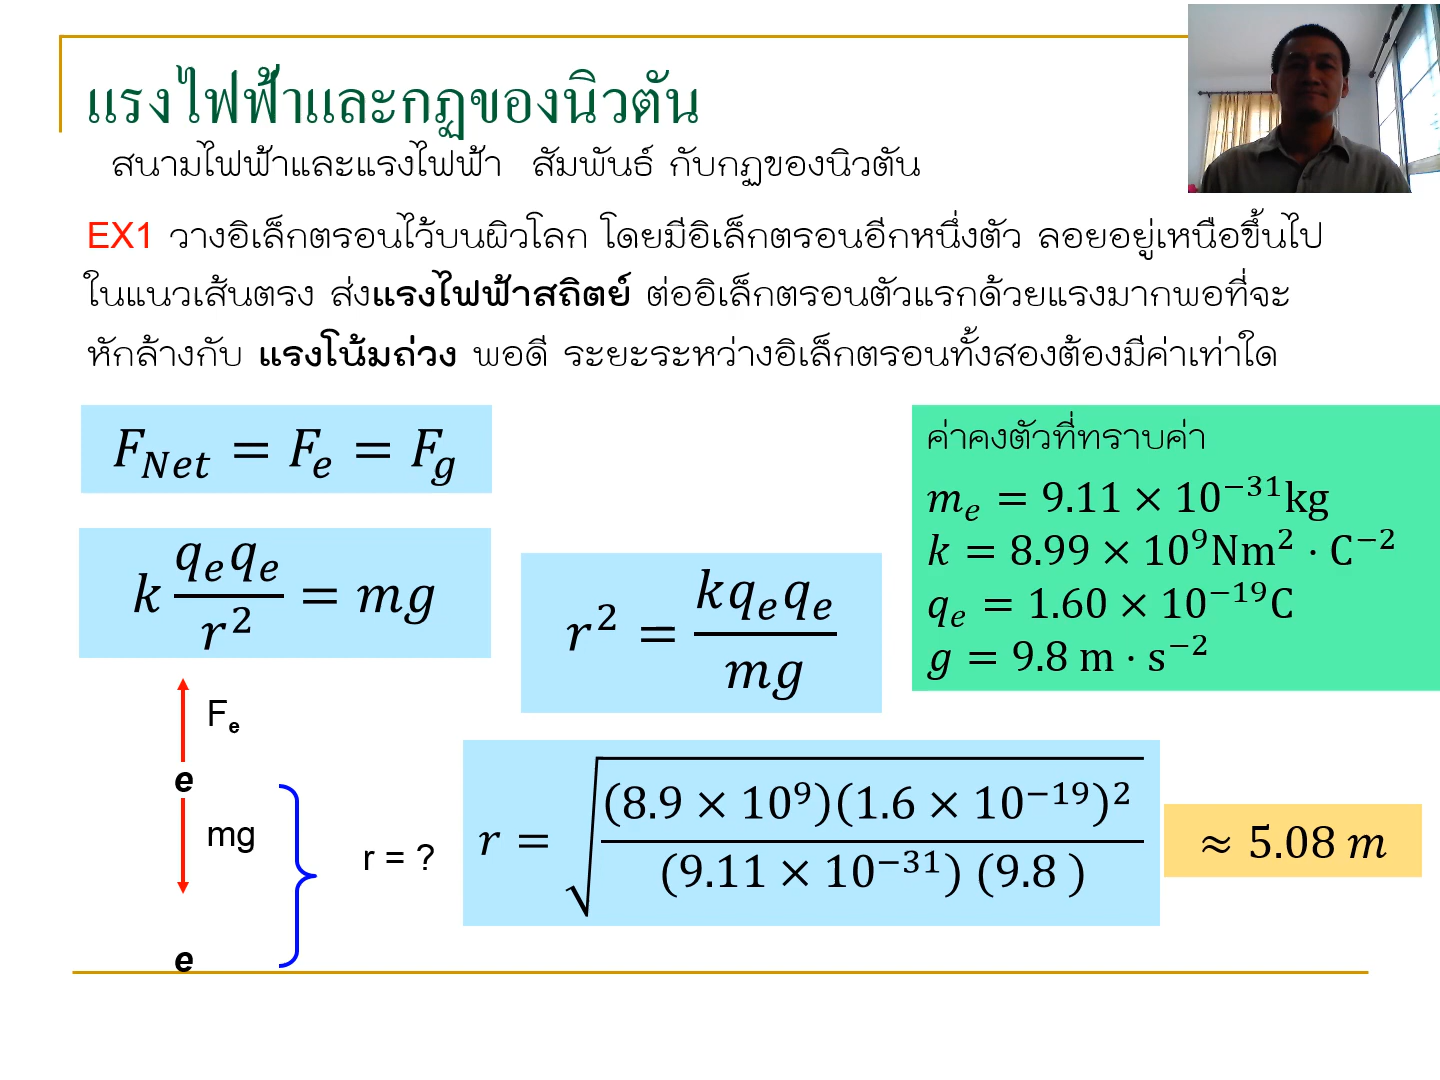 แรงไฟฟ้าและกฏของนิวตัน
สนามไฟฟ้าและแรงไฟฟ้า สัมพันธ์ กับกฏของนิวตัน
EX1 วางอิเล็กตรอนไว้บนผิวโลก โดยมีอิเล็กตรอนอีกหนึ่งตัว ลอยอยู่เหนือขึ้นไป
ในแนวเส้นตรง ส่งแรงไฟฟ้าสถิตย์ ต่ออิเล็กตรอนตัวแรกด้วยแรงมากพอที่จะ
หักล้างกับ แรงโน้มถ่วง พอดี ระยะระหว่างอิเล็กตรอนทั้งสองต้องมีค่าเท่าใด
F_{Net} = F_e = F_g
k \frac{q_e q_e}{r^2} = mg
r^2 = \frac{kq_e q_e}{mg}
ค่าคงตัวที่ทราบค่า
m_e = 9.11 × 10^{-31}kg
k = 8.99 × 10^9Nm^2 · C^{-2}
q_e = 1.60 × 10^{-19}C
g = 9.8 m · s^{-2}
F_e
e
mg
e
r = ?
r = \sqrt{\frac{(8.9 × 10^9)(1.6 × 10^{-19})^2}{(9.11 × 10^{-31}) (9.8 )}}
≈ 5.08 m